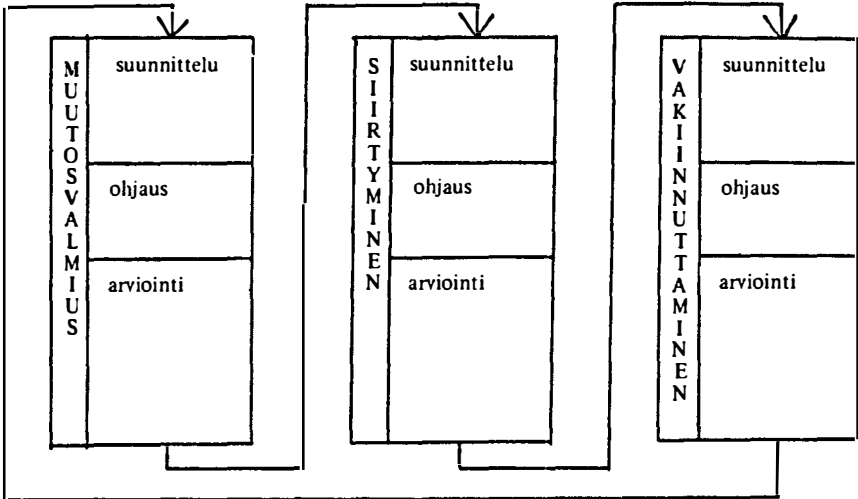 MUUTOSVALMIUS
suunnittelu
ohjaus
arviointi
SIIRTYMINEN
suunnittelu
ohjaus
arviointi
VAKIINNUTTAMINEN
suunnittelu
ohjaus
arviointi